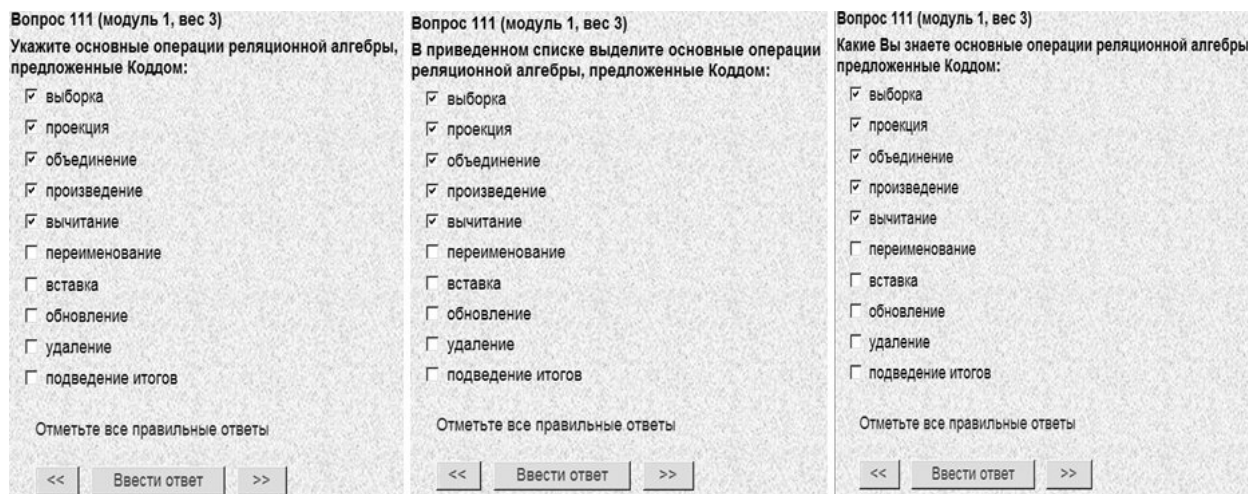 Вопрос 111 (модуль 1, вес 3)
Укажите основные операции реляционной алгебры,
предложенные Коддом:
выборка
проекция
объединение
произведение
вычитание
переименование
вставка
обновление
удаление
подведение итогов
Отметьте все правильные ответы
<<
Ввести ответ
>>
Вопрос 111 (модуль 1, вес 3)
В приведенном списке выделите основные операции
реляционной алгебры, предложенные Коддом:
выборка
проекция
объединение
произведение
вычитание
переименование
вставка
обновление
удаление
подведение итогов
Отметьте все правильные ответы
<<
Ввести ответ
>>
Вопрос 111 (модуль 1, вес 3)
Какие Вы знаете основные операции реляционной алгебры
предложенные Коддом:
выборка
проекция
объединение
произведение
вычитание
переименование
вставка
обновление
удаление
подведение итогов
Отметьте все правильные ответы
<<
Ввести ответ
>>